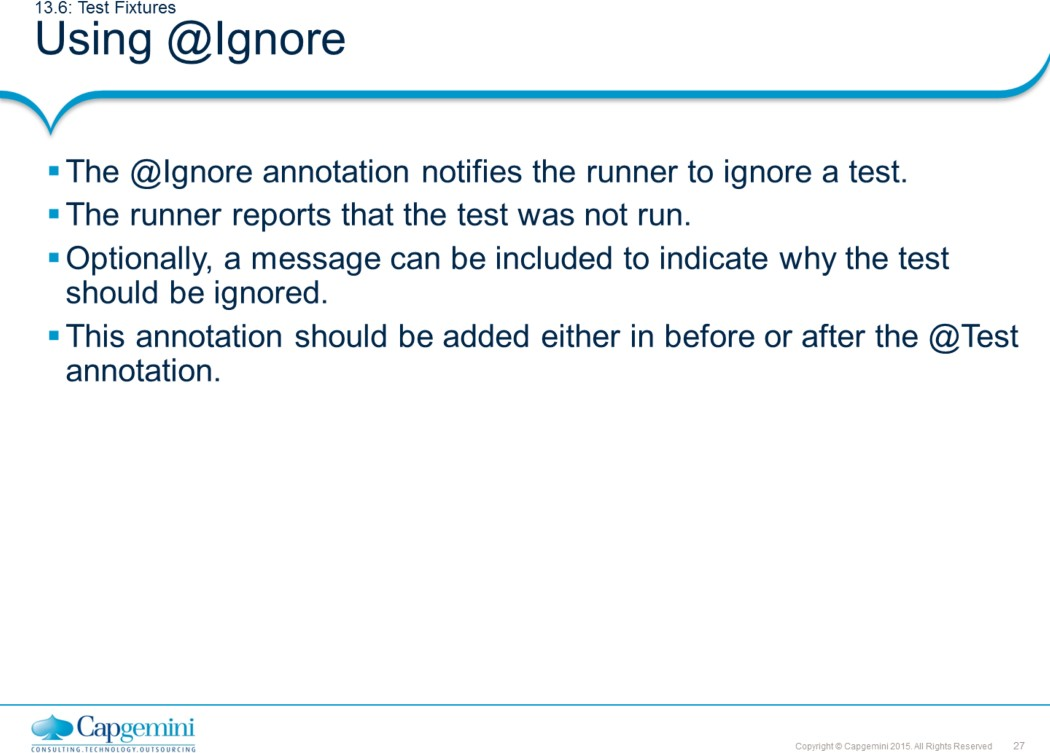 13.6: Test Fixtures
Using @Ignore
The @Ignore annotation notifies the runner to ignore a test.
The runner reports that the test was not run.
Optionally, a message can be included to indicate why the test
should be ignored.
This annotation should be added either in before or after the @Test
annotation.
Capgemini
CONSULTING.TECHNOLOGY.OUTSOURCING
Copyright © Capgemini 2015. All Rights Reserved 27